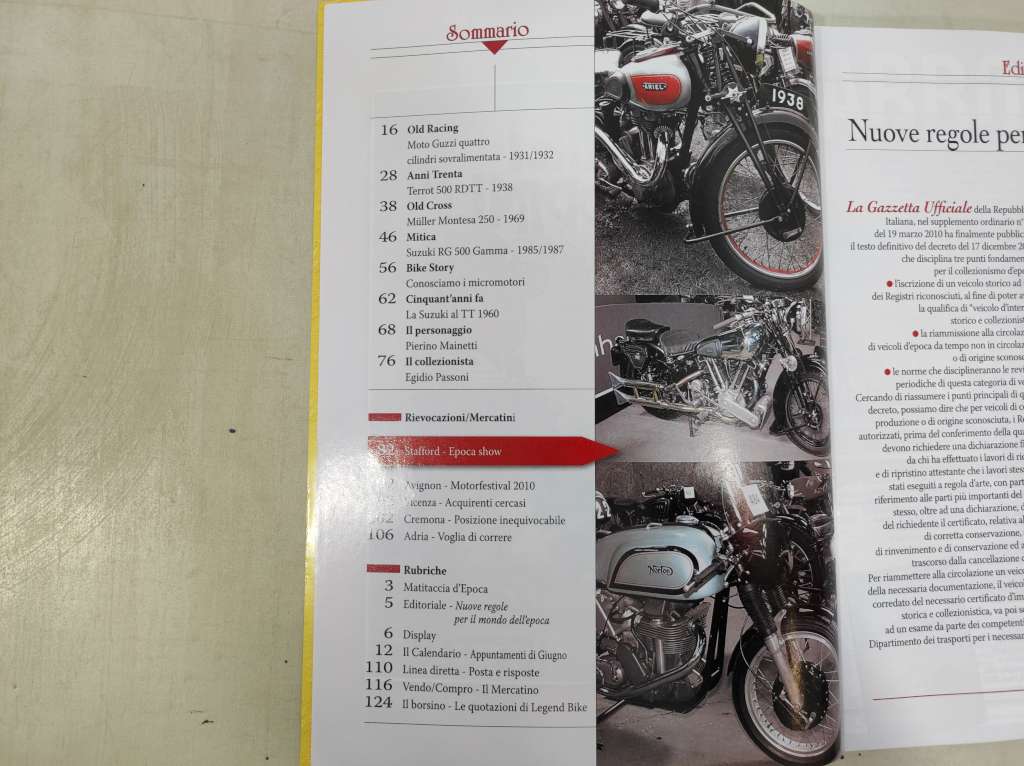 Sommario
16 Old Racing
Moto Guzzi quattro
cilindri sovralimentata - 1931/1932
28 Anni Trenta
Terrot 500 RDTT - 1938
38 Old Cross
Müller Montesa 250 - 1969
46 Mitica
Suzuki RG 500 Gamma - 1985/1987
56 Bike Story
Conosciamo i micromotori
62 Cinquant'anni fa
La Suzuki al TT 1960
68 Il personaggio
Pierino Mainetti
76 Il collezionista
Egidio Passoni
Rievocazioni/Mercatini
Stafford - Epoca show
Avignon - Motorfestival 2010
Vicenza - Acquirenti cercasi
Cremona - Posizione inequivocabile
106 Adria - Voglia di correre
Rubriche
3 Matitaccia d'Epoca
5 Editoriale - Nuove regole
per il mondo dell'epoca
6 Display
12 Il Calendario - Appuntamenti di Giugno
110 Linea diretta - Posta e risposte
116 Vendo/Compro - Il Mercatino
124 Il borsino - Le quotazioni di Legend Bike
ARIEL
1938
Norton
Edi
Nuove regole per
La Gazzetta Ufficiale della Repubbl
Italiana, nel supplemento ordinario n°
del 19 marzo 2010 ha finalmente pubblic
il testo definitivo del decreto del 17 dicembre 20
che disciplina tre punti fondamen
per il collezionismo d'epo
● l'iscrizione di un veicolo storico ad
dei Registri riconosciuti, al fine di poter a
la qualifica di "veicolo d'inter
storico e collezionist
● la riammissione alla circolaz
di veicoli d'epoca da tempo non in circolaz
o di origine sconosc
● le norme che disciplineranno le revi
periodiche di questa categoria di ve
Cercando di riassumere i punti principali di q
decreto, possiamo dire che per veicoli di c
produzione o di origine sconosciuta, i Re
autorizzati, prima del conferimento della qua
devono richiedere una dichiarazione fi
da chi ha effettuato i lavori di ric
e di ripristino attestante che i lavori stes
stati eseguiti a regola d'arte, con part
riferimento alle parti più importanti del
stesso, oltre ad una dichiarazione,
del richiedente il certificato, relativa al
di corretta conservazione,
di rinvenimento e di conservazione ed a
trascorso dalla cancellazione
Per riammettere alla circolazione un veic
della necessaria documentazione, il veico
corredato del necessario certificato d'im
storica e collezionistica, va poi s
ad un esame da parte dei competenti
Dipartimento dei trasporti per i necessar